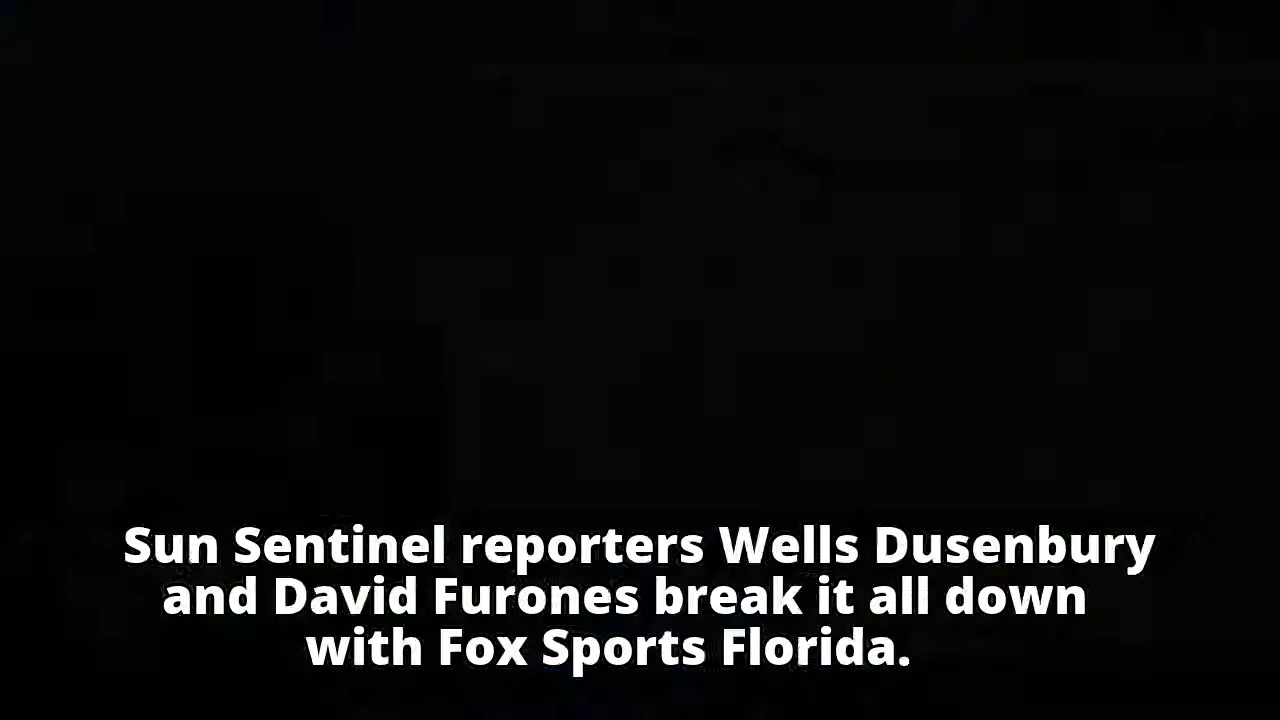 Sun Sentinel reporters Wells Dusenbury
and David Furones break it all down
with Fox Sports Florida.